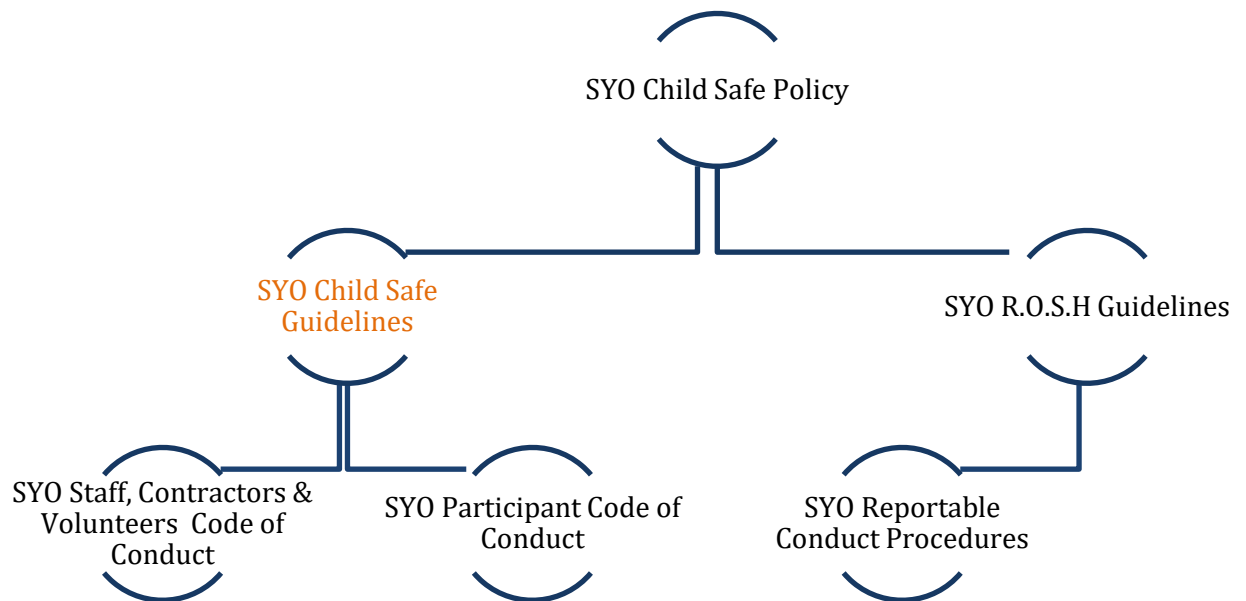 SYO Child Safe Policy
SYO Child Safe
Guidelines
SYO R.O.S.H Guidelines
SYO Staff, Contractors &
Volunteers  Code of
Conduct
SYO Participant Code of
Conduct
SYO Reportable
Conduct Procedures